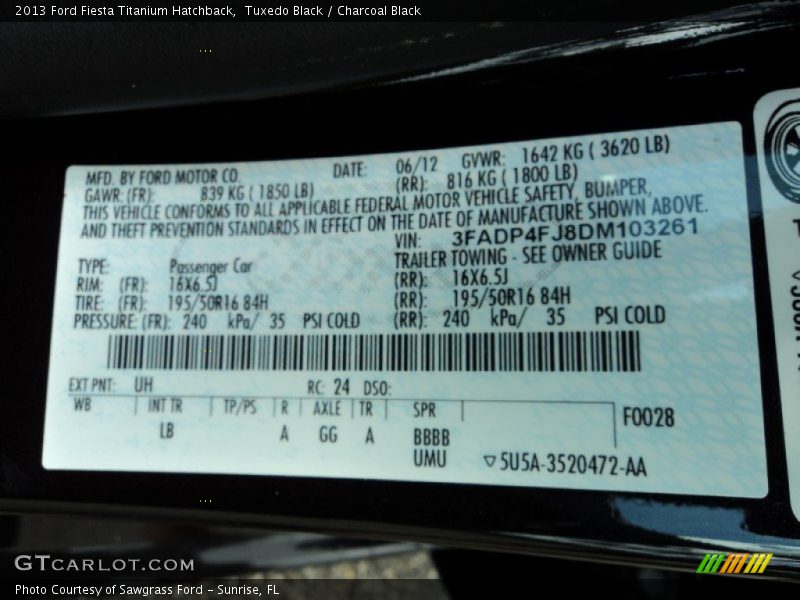 2013 Ford Fiesta Titanium Hatchback,  Tuxedo Black / Charcoal Black
MFD. BY FORD MOTOR CO. DATE: 06/12 GVWR: 1642 KG ( 3620 LB)
GAWR: (FR): 839 KG ( 1850 LB) (RR): 816 KG ( 1800 LB)
THIS VEHICLE CONFORMS TO ALL APPLICABLE FEDERAL MOTOR VEHICLE SAFETY, BUMPER,
AND THEFT PREVENTION STANDARDS IN EFFECT ON THE DATE OF MANUFACTURE SHOWN ABOVE.
VIN: 3FADP4FJ8DM103261
TYPE: Passenger Car TRAILER TOWING - SEE OWNER GUIDE
RIM: (FR): 16X6.5J (RR): 16X6.5J
TIRE: (FR): 195/50R16 84H (RR): 195/50R16 84H
PRESSURE: (FR): 240 kPa/ 35 PSI COLD (RR): 240 kPa/ 35 PSI COLD
EXT PNT: UH RC: 24 DSO:
WB INT TR TP/PS R AXLE TR SPR F0028
LB A GG A BBBB
UMU 5U5A-3520472-AA
GTCARLOT.COM
Photo Courtesy of Sawgrass Ford - Sunrise, FL